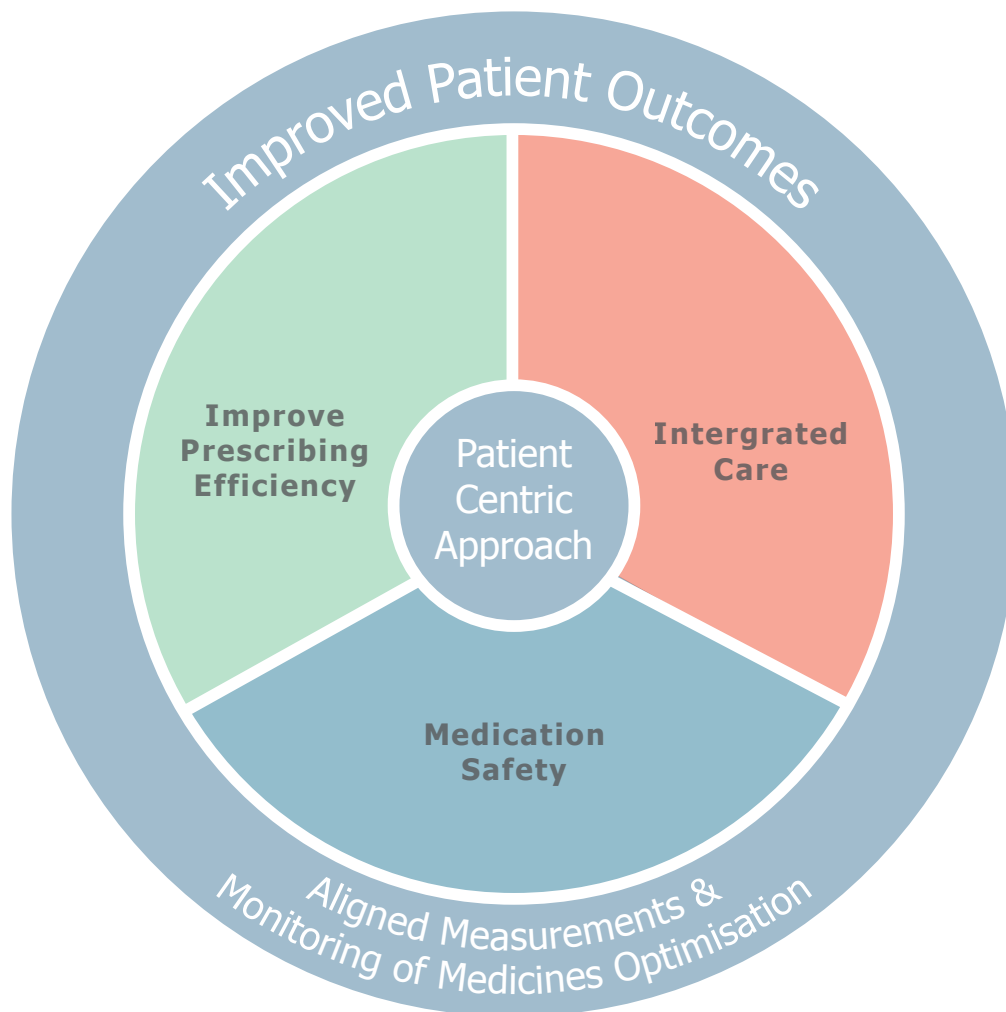 Improved Patient Outcomes
Improve
Prescribing
Efficiency
Patient
Centric
Approach
Intergrated
Care
Medication
Safety
Aligned Measurements &
Monitoring of Medicines Optimisation